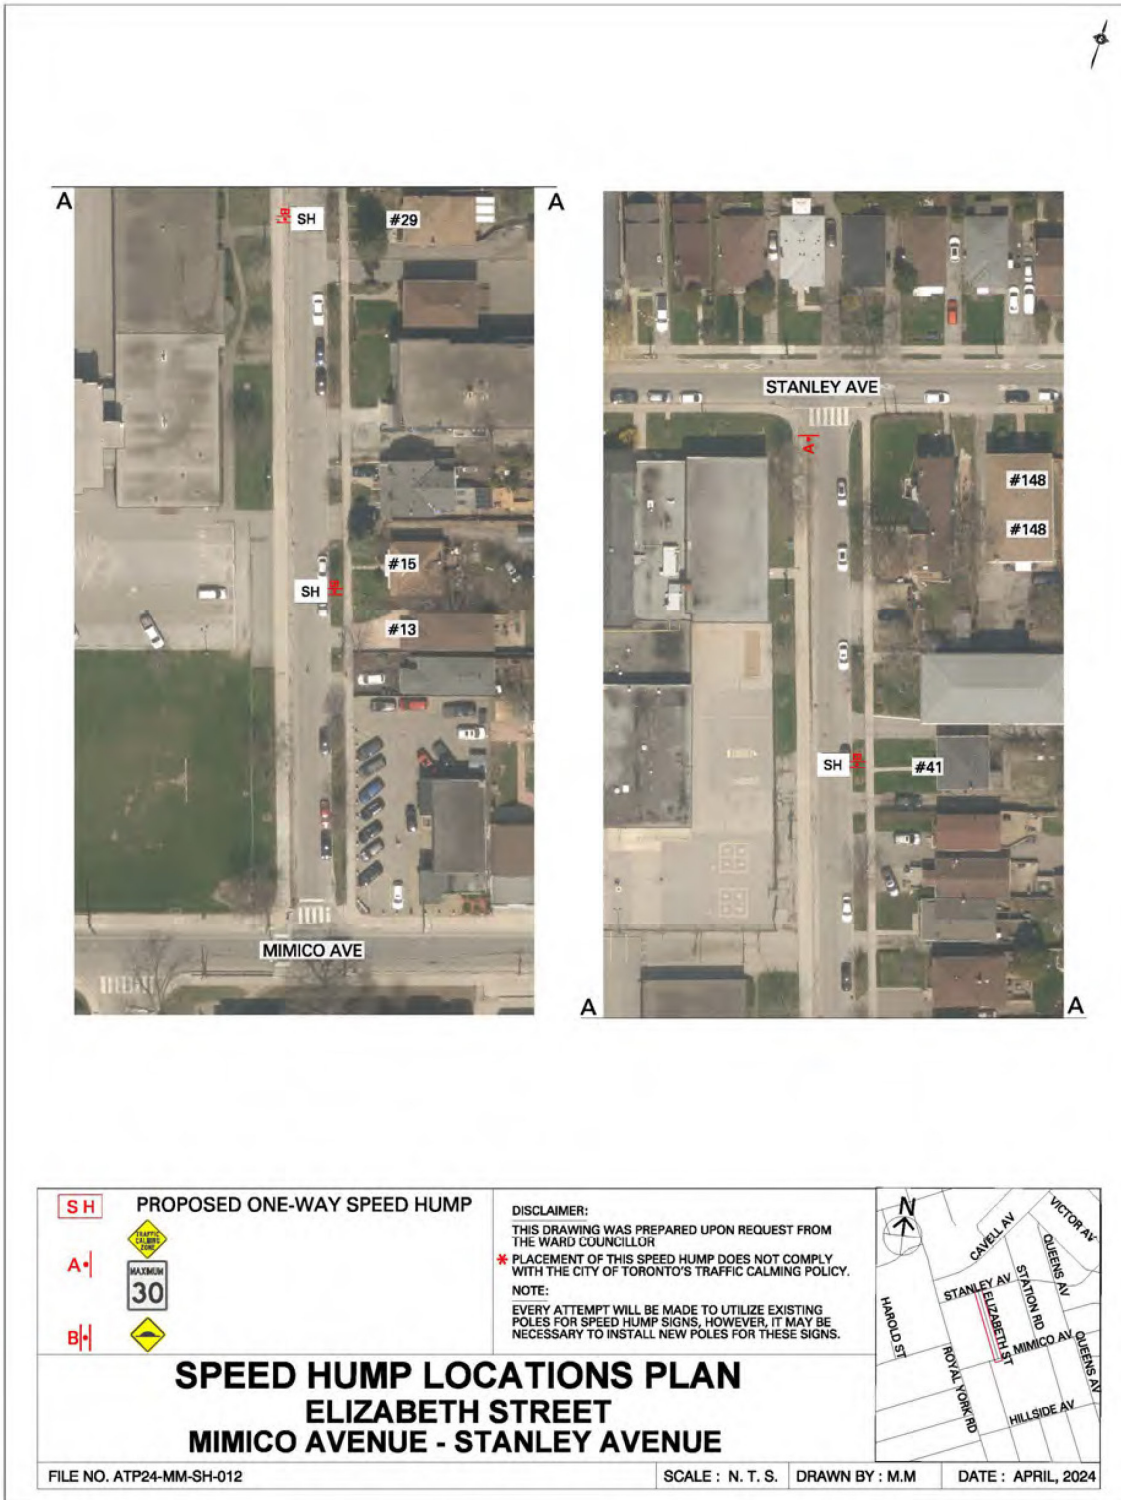 A
A
SH
#29
#15
SH
#13
MIMICO AVE
STANLEY AVE
A
#148
#148
SH
B
#41
A
A
SH
PROPOSED ONE-WAY SPEED HUMP
TRAFFIC
CALMING
ZONE
A
MAXIMUM
30
B
DISCLAIMER:
THIS DRAWING WAS PREPARED UPON REQUEST FROM
THE WARD COUNCILLOR
* PLACEMENT OF THIS SPEED HUMP DOES NOT COMPLY
WITH THE CITY OF TORONTO'S TRAFFIC CALMING POLICY.
NOTE:
EVERY ATTEMPT WILL BE MADE TO UTILIZE EXISTING
POLES FOR SPEED HUMP SIGNS, HOWEVER, IT MAY BE
NECESSARY TO INSTALL NEW POLES FOR THESE SIGNS.
N
CAVELL AV
VICTOR AV
QUEENS AV
STANLEY AV
STATION RD
ELIZABETH ST
HAROLD ST
MIMICO AV
QUEENS AV
ROYAL YORK RD
HILLSIDE AV
SPEED HUMP LOCATIONS PLAN
ELIZABETH STREET
MIMICO AVENUE - STANLEY AVENUE
FILE NO. ATP24-MM-SH-012
SCALE : N. T. S.
DRAWN BY : M.M
DATE : APRIL, 2024